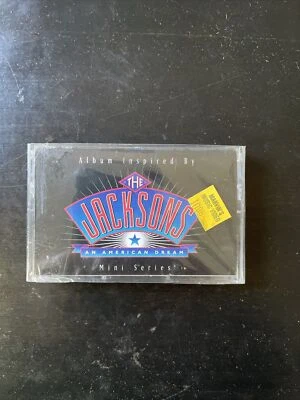 Album Inspired By
THE
JACKSONS
AN AMERICAN DREAM
Mini Series